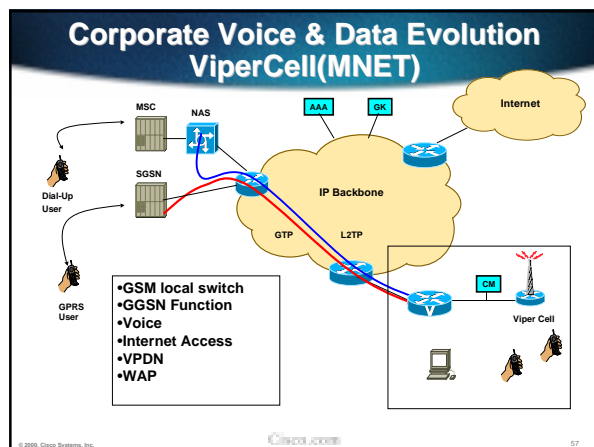 Corporate Voice & Data Evolution
ViperCell(MNET)
MSC
NAS
AAA
GK
Internet
SGSN
Dial-Up
User
IP Backbone
GTP
L2TP
GPRS
User
•GSM local switch
•GGSN Function
•Voice
•Internet Access
•VPDN
•WAP
V
CM
Viper Cell
© 2000, Cisco Systems, Inc.
Cisco.com
57